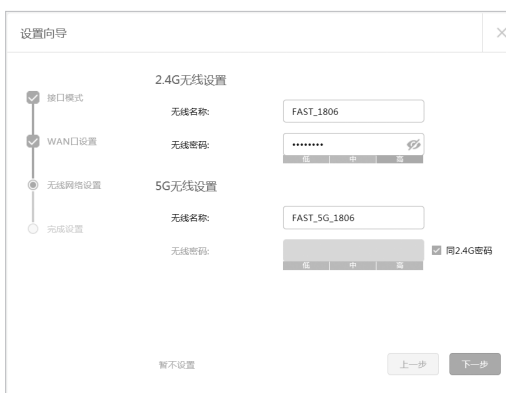 设置向导
接口模式
WAN口设置
无线网络设置
完成设置
2.4G无线设置
无线名称:
FAST_1806
无线密码:
••••••••
低 中 高
5G无线设置
无线名称:
FAST_5G_1806
无线密码:
同2.4G密码
低 中 高
暂不设置
上一步
下一步